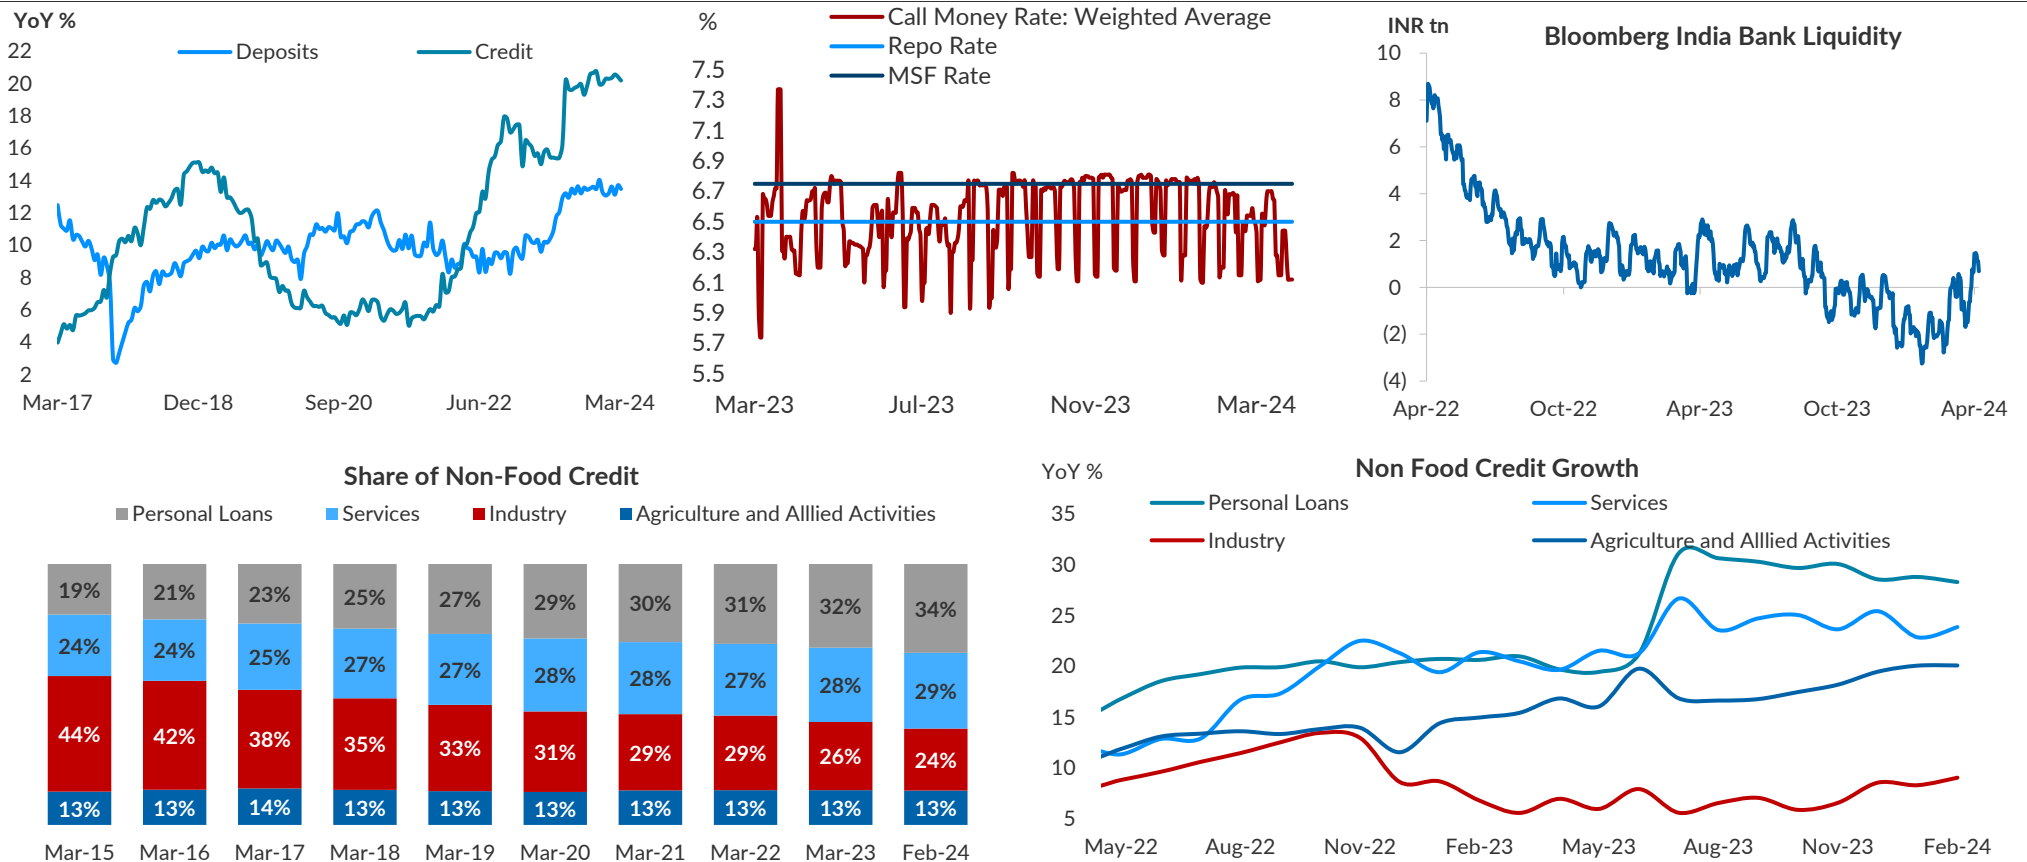 YoY %
Deposits Credit
22
20
18
16
14
12
10
8
6
4
2
Mar-17 Dec-18 Sep-20 Jun-22 Mar-24
%
Call Money Rate: Weighted Average
Repo Rate
MSF Rate
7.5
7.3
7.1
6.9
6.7
6.5
6.3
6.1
5.9
5.7
5.5
Mar-23 Jul-23 Nov-23 Mar-24
INR tn
Bloomberg India Bank Liquidity
10
8
6
4
2
0
(2)
(4)
Apr-22 Oct-22 Apr-23 Oct-23 Apr-24
Share of Non-Food Credit
Personal Loans Services Industry Agriculture and Alllied Activities
19% 21% 23% 25% 27% 29% 30% 31% 32% 34%
24% 24% 25% 27% 27% 28% 28% 27% 28% 29%
44% 42% 38% 35% 33% 31% 29% 29% 26% 24%
13% 13% 14% 13% 13% 13% 13% 13% 13% 13%
Mar-15 Mar-16 Mar-17 Mar-18 Mar-19 Mar-20 Mar-21 Mar-22 Mar-23 Feb-24
YoY %
Non Food Credit Growth
Personal Loans Services
Industry Agriculture and Alllied Activities
35
30
25
20
15
10
5
May-22 Aug-22 Nov-22 Feb-23 May-23 Aug-23 Nov-23 Feb-24